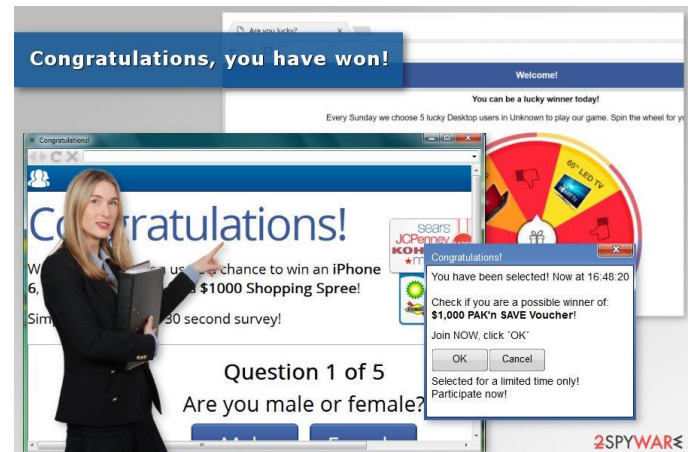 Are you lucky?
Congratulations, you have won!
Welcome!
You can be a lucky winner today!
Every Sunday we choose 5 lucky Desktop users in Unknown to play our game. Spin the wheel for yo
65" LED TV
Congratulations!
Congratulations!
sears
JCPenney
KOH
★m
W us a chance to win an iPhone
6, a $1000 Shopping Spree!
bp
Sim 30 second survey!
Question 1 of 5
Are you male or female?
Congratulations!
You have been selected! Now at 16:48:20
Check if you are a possible winner of:
$1,000 PAK'n SAVE Voucher!
Join NOW, click ´OK´
OK Cancel
Selected for a limited time only!
Participate now!
2SPYWARE